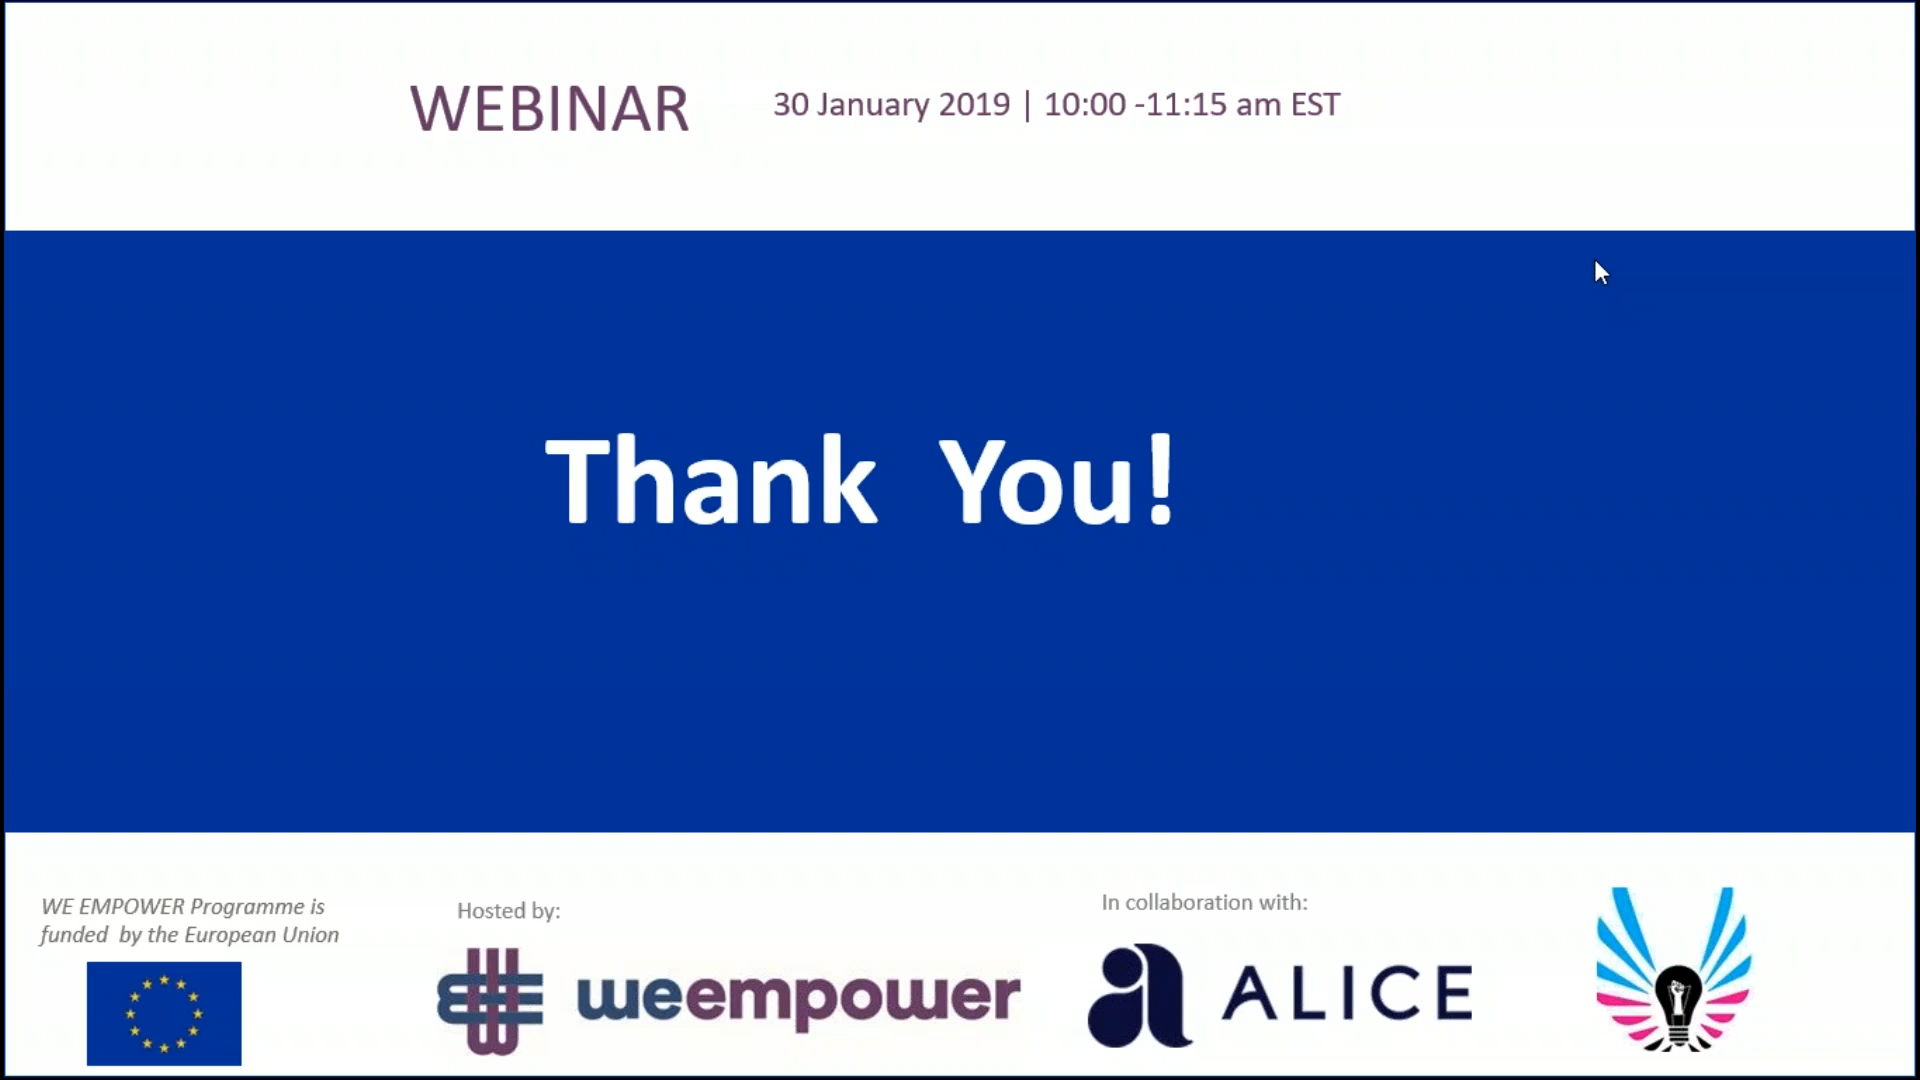 WEBINAR
30 January 2019 | 10:00 -11:15 am EST
Thank You!
WE EMPOWER Programme is
funded by the European Union
Hosted by:
weempower
In collaboration with:
ALICE